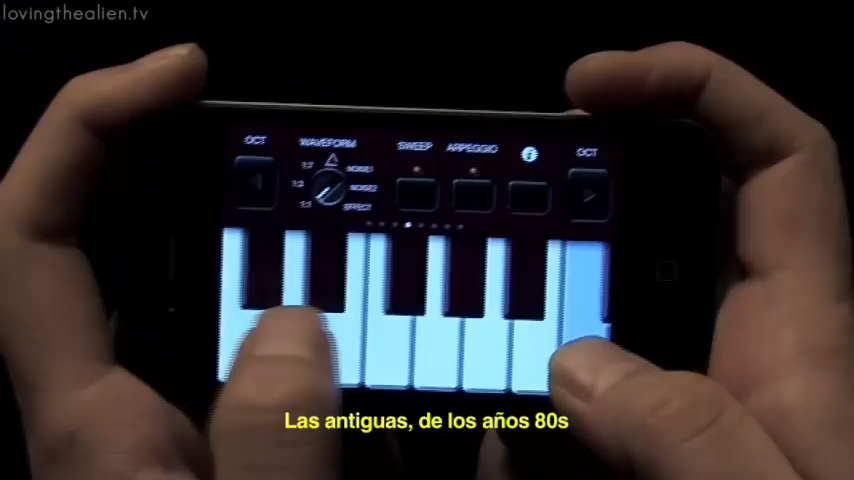 lovingthealien.tv
OCT WAVEFORM SWEEP ARPEGGIO OCT
1:7 NOISE1
1:3 NOISE2
1:1 EFFECT
Las antiguas, de los años 80s